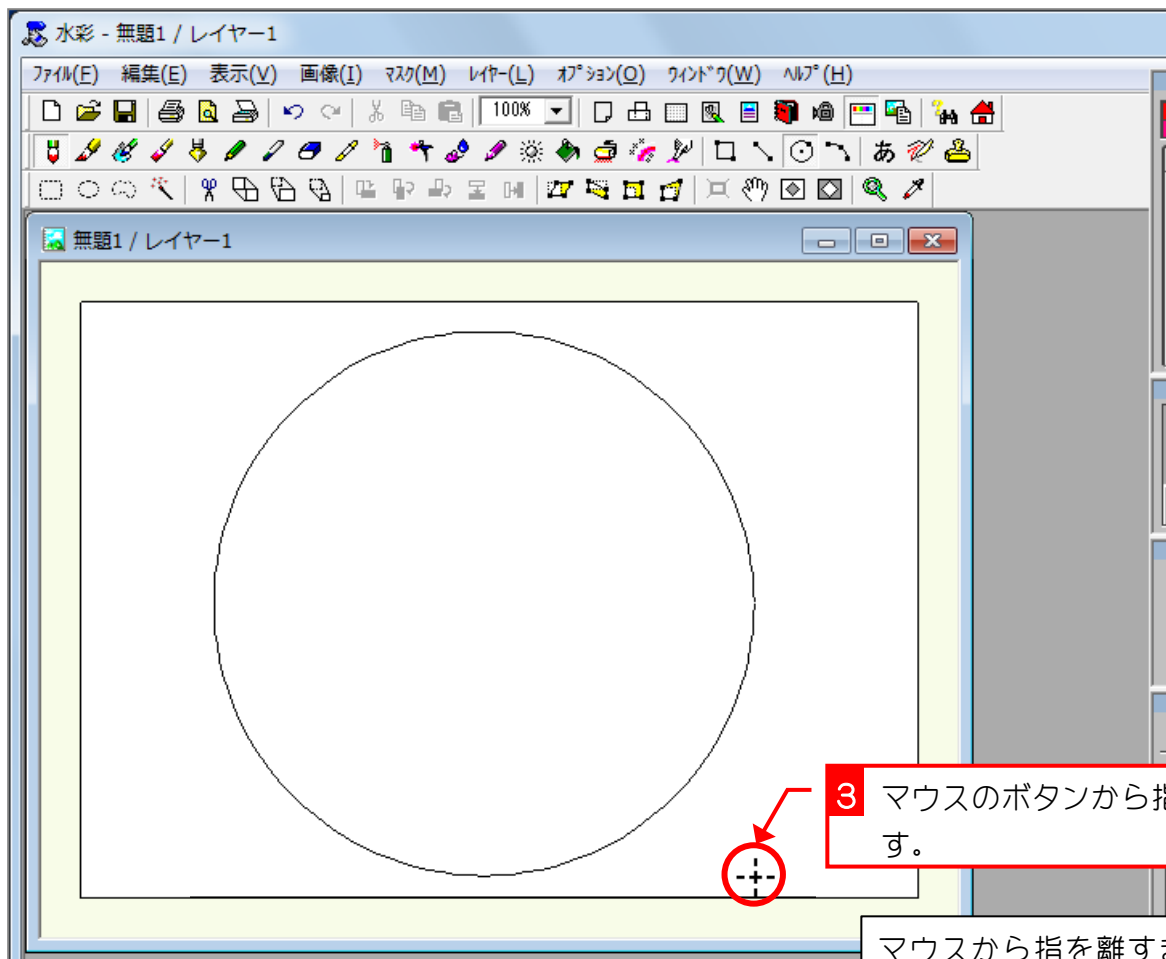 水彩 - 無題1 / レイヤー1
ﾌｧｲﾙ(F) 編集(E) 表示(V) 画像(I) ﾏｽｸ(M) ﾚｲﾔｰ(L) ｵﾌﾟｼｮﾝ(O) ｳｨﾝﾄﾞｳ(W) ﾍﾙﾌﾟ(H)
100%
あ
無題1 / レイヤー1
3 マウスのボタンから指
す。
マウスから指を離すま